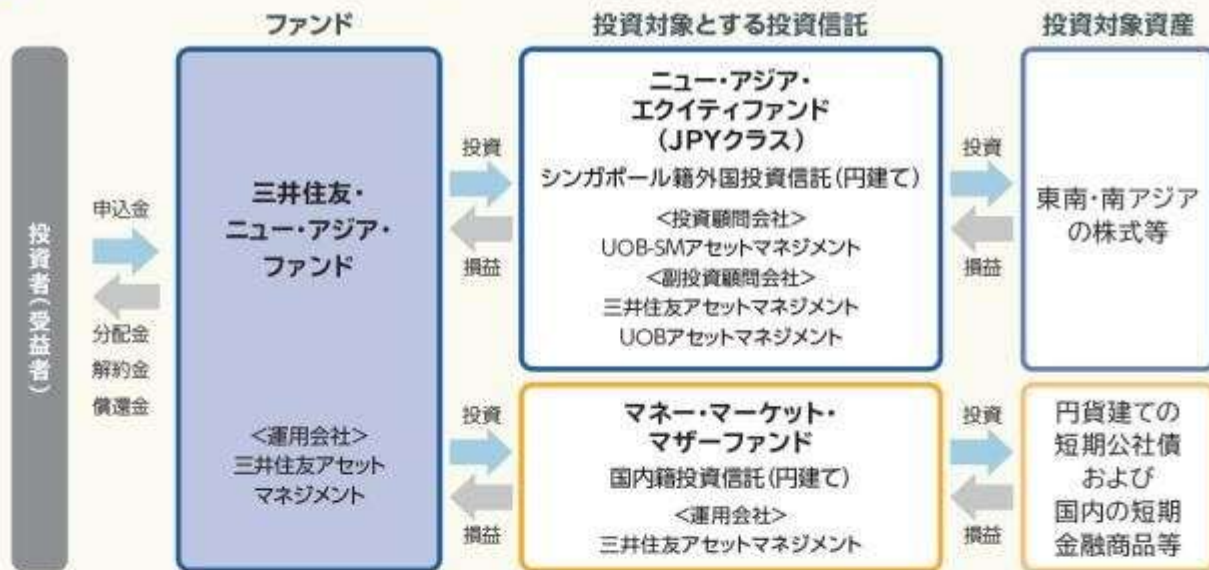 ファンド
投資対象とする投資信託
投資対象資産
投資者(受益者)
申込金
分配金
解約金
償還金
三井住友・
ニュー・アジア・
ファンド
<運用会社>
三井住友アセット
マネジメント
投資
損益
ニュー・アジア・
エクイティファンド
(JPYクラス)
シンガポール籍外国投資信託(円建て)
<投資顧問会社>
UOB-SMアセットマネジメント
<副投資顧問会社>
三井住友アセットマネジメント
UOBアセットマネジメント
投資
損益
東南・南アジア
の株式等
投資
損益
マネー・マーケット・
マザーファンド
国内籍投資信託(円建て)
<運用会社>
三井住友アセットマネジメント
投資
損益
円貨建ての
短期公社債
および
国内の短期
金融商品等